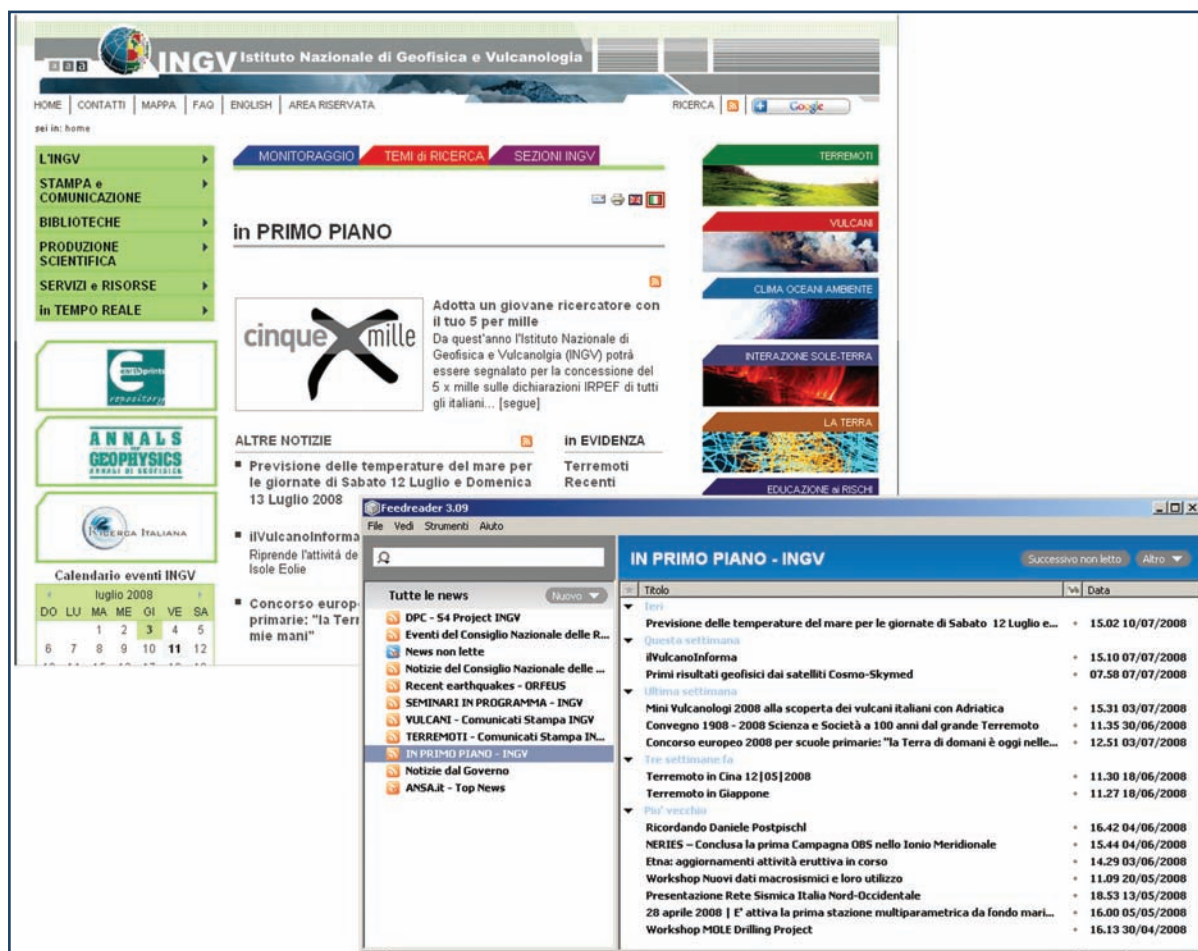 INGV Istituto Nazionale di Geofisica e Vulcanologia
HOME CONTATTI MAPPA FAQ ENGLISH AREA RISERVATA RICERCA Google
sei in: home
L'INGV
STAMPA e
COMUNICAZIONE
BIBLIOTECHE
PRODUZIONE
SCIENTIFICA
SERVIZI e RISORSE
in TEMPO REALE
earthprints
repository
ANNALS
OF
GEOPHYSICS
ANNALI DI GEOFISICA
RICERCA ITALIANA
Calendario eventi INGV
luglio 2008
DO LU MA ME GI VE SA
1 2 3 4 5
6 7 8 9 10 11 12
MONITORAGGIO TEMI di RICERCA SEZIONI INGV
in PRIMO PIANO
cinque mille
Adotta un giovane ricercatore con
il tuo 5 per mille
Da quest'anno l'Istituto Nazionale di
Geofisica e Vulcanolgia (INGV) potrà
essere segnalato per la concessione del
5 x mille sulle dichiarazioni IRPEF di tutti
gli italiani... [segue]
ALTRE NOTIZIE
Previsione delle temperature del mare per
le giornate di Sabato 12 Luglio e Domenica
13 Luglio 2008
ilVulcanoInforma
Riprende l'attività de
Isole Eolie
Concorso europ
primarie: "la Terr
mie mani"
in EVIDENZA
Terremoti
Recenti
TERREMOTI
VULCANI
CLIMA OCEANI AMBIENTE
INTERAZIONE SOLE-TERRA
LA TERRA
EDUCAZIONE ai RISCHI
Feedreader 3.09
File Vedi Strumenti Aiuto
Tutte le news Nuovo
DPC - S4 Project INGV
Eventi del Consiglio Nazionale delle R...
News non lette
Notizie del Consiglio Nazionale delle ...
Recent earthquakes - ORFEUS
SEMINARI IN PROGRAMMA - INGV
VULCANI - Comunicati Stampa INGV
TERREMOTI - Comunicati Stampa IN...
IN PRIMO PIANO - INGV
Notizie dal Governo
ANSA.it - Top News
IN PRIMO PIANO - INGV Successivo non letto Altro
Titolo Data
Ieri
Previsione delle temperature del mare per le giornate di Sabato 12 Luglio e... 15.02 10/07/2008
Questa settimana
ilVulcanoInforma 15.10 07/07/2008
Primi risultati geofisici dai satelliti Cosmo-Skymed 07.58 07/07/2008
Ultima settimana
Mini Vulcanologi 2008 alla scoperta dei vulcani italiani con Adriatica 15.31 03/07/2008
Convegno 1908 - 2008 Scienza e Società a 100 anni dal grande Terremoto 11.35 30/06/2008
Concorso europeo 2008 per scuole primarie: "la Terra di domani è oggi nelle... 12.51 03/07/2008
Tre settimane fa
Terremoto in Cina 12|05|2008 11.30 18/06/2008
Terremoto in Giappone 11.27 18/06/2008
Piu' vecchio
Ricordando Daniele Postpischl 16.42 04/06/2008
NERIES – Conclusa la prima Campagna OBS nello Ionio Meridionale 15.44 04/06/2008
Etna: aggiornamenti attività eruttiva in corso 14.29 03/06/2008
Workshop Nuovi dati macrosismici e loro utilizzo 11.09 20/05/2008
Presentazione Rete Sismica Italia Nord-Occidentale 18.53 13/05/2008
28 aprile 2008 | E' attiva la prima stazione multiparametrica da fondo mari... 16.00 05/05/2008
Workshop MOLE Drilling Project 16.13 30/04/2008